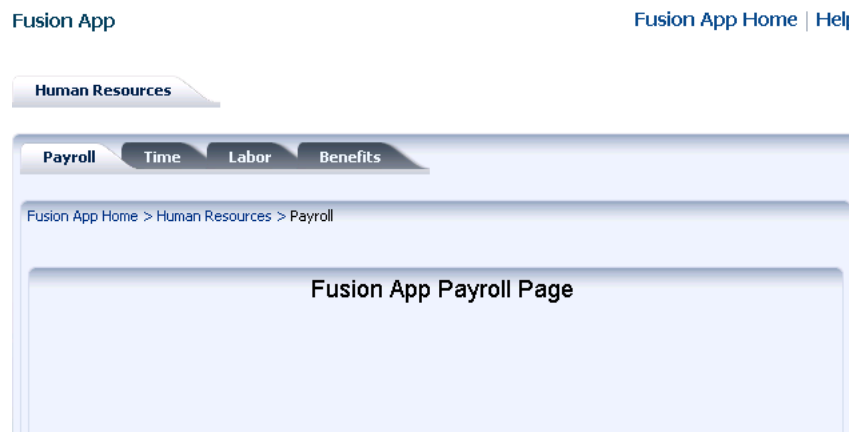 Fusion App
Fusion App Home | Help
Human Resources
Payroll Time Labor Benefits
Fusion App Home > Human Resources > Payroll
Fusion App Payroll Page